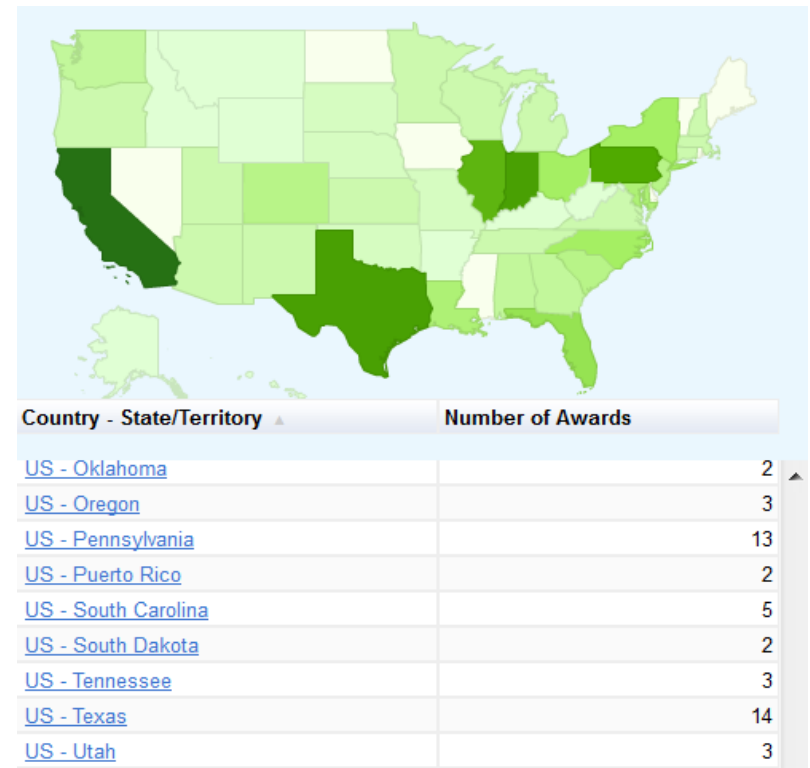 Country - State/Territory ▲ Number of Awards
US - Oklahoma 2
US - Oregon 3
US - Pennsylvania 13
US - Puerto Rico 2
US - South Carolina 5
US - South Dakota 2
US - Tennessee 3
US - Texas 14
US - Utah 3